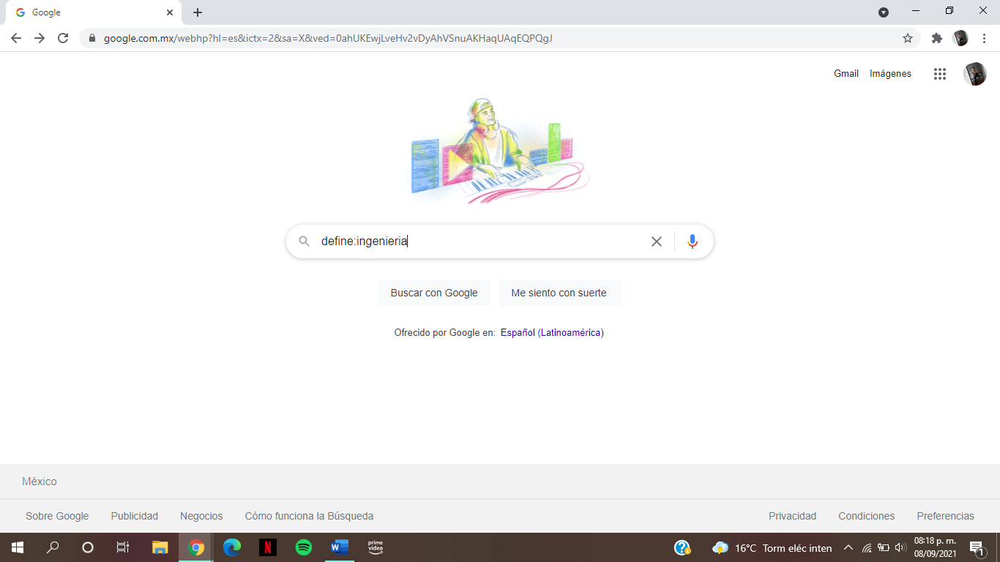 Google
google.com.mx/webhp?hl=es&ictx=2&sa=X&ved=0ahUKEwjLveHv2vDyAhVSnuAKHaqUAqEQPQgJ
Gmail Imágenes
define:ingenieria
Buscar con Google Me siento con suerte
Ofrecido por Google en: Español (Latinoamérica)
México
Sobre Google Publicidad Negocios Cómo funciona la Búsqueda Privacidad Condiciones Preferencias
N W prime video ? 16°C Torm eléc inten 08:18 p. m.
08/09/2021 1